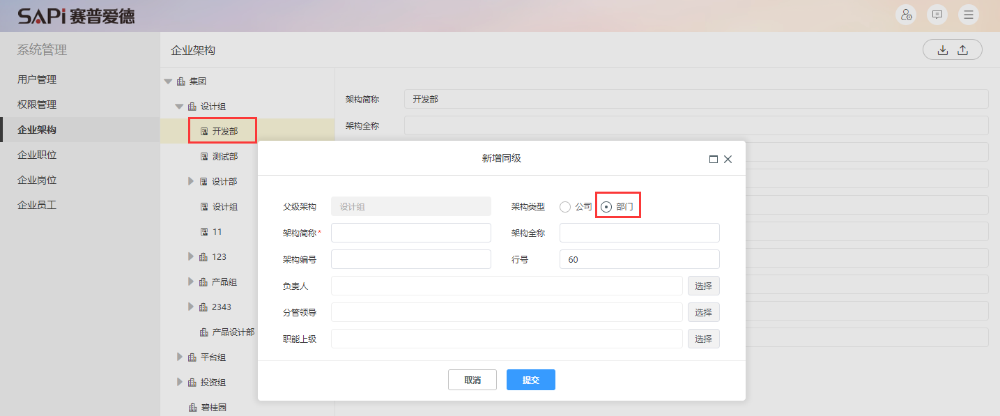 SAPi 赛普爱德
系统管理
用户管理
权限管理
企业架构
企业职位
企业岗位
企业员工
企业架构
集团
设计组
开发部
测试部
设计部
设计组
11
123
产品组
2343
产品设计部
平台组
投资组
碧桂园
架构简称 开发部
架构全称
新增同级
父级架构 设计组 架构类型 公司 部门
架构简称* 架构全称
架构编号 行号 60
负责人 选择
分管领导 选择
职能上级 选择
取消 提交